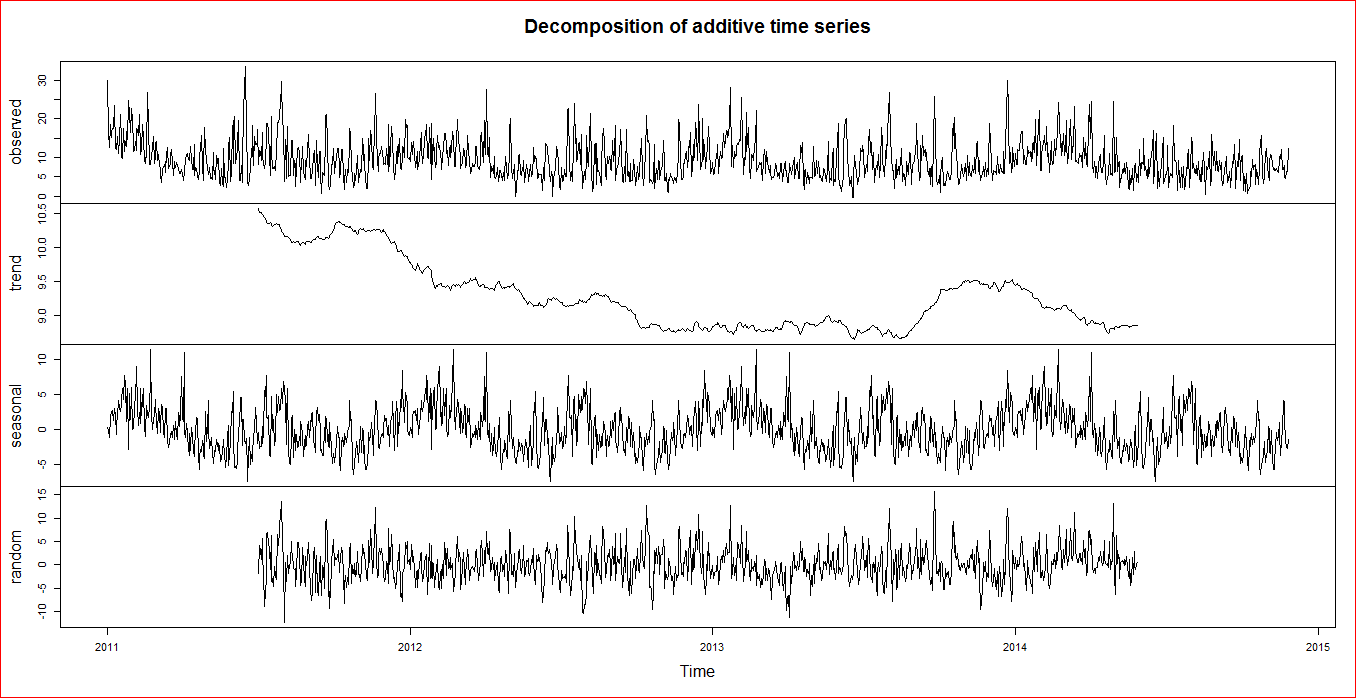 Decomposition of additive time series
observed
0 5 10 20 30
trend
9.0 9.5 10.0 10.5
seasonal
-5 0 5 10
random
-10 -5 0 5 10 15
2011 2012 2013 2014 2015
Time